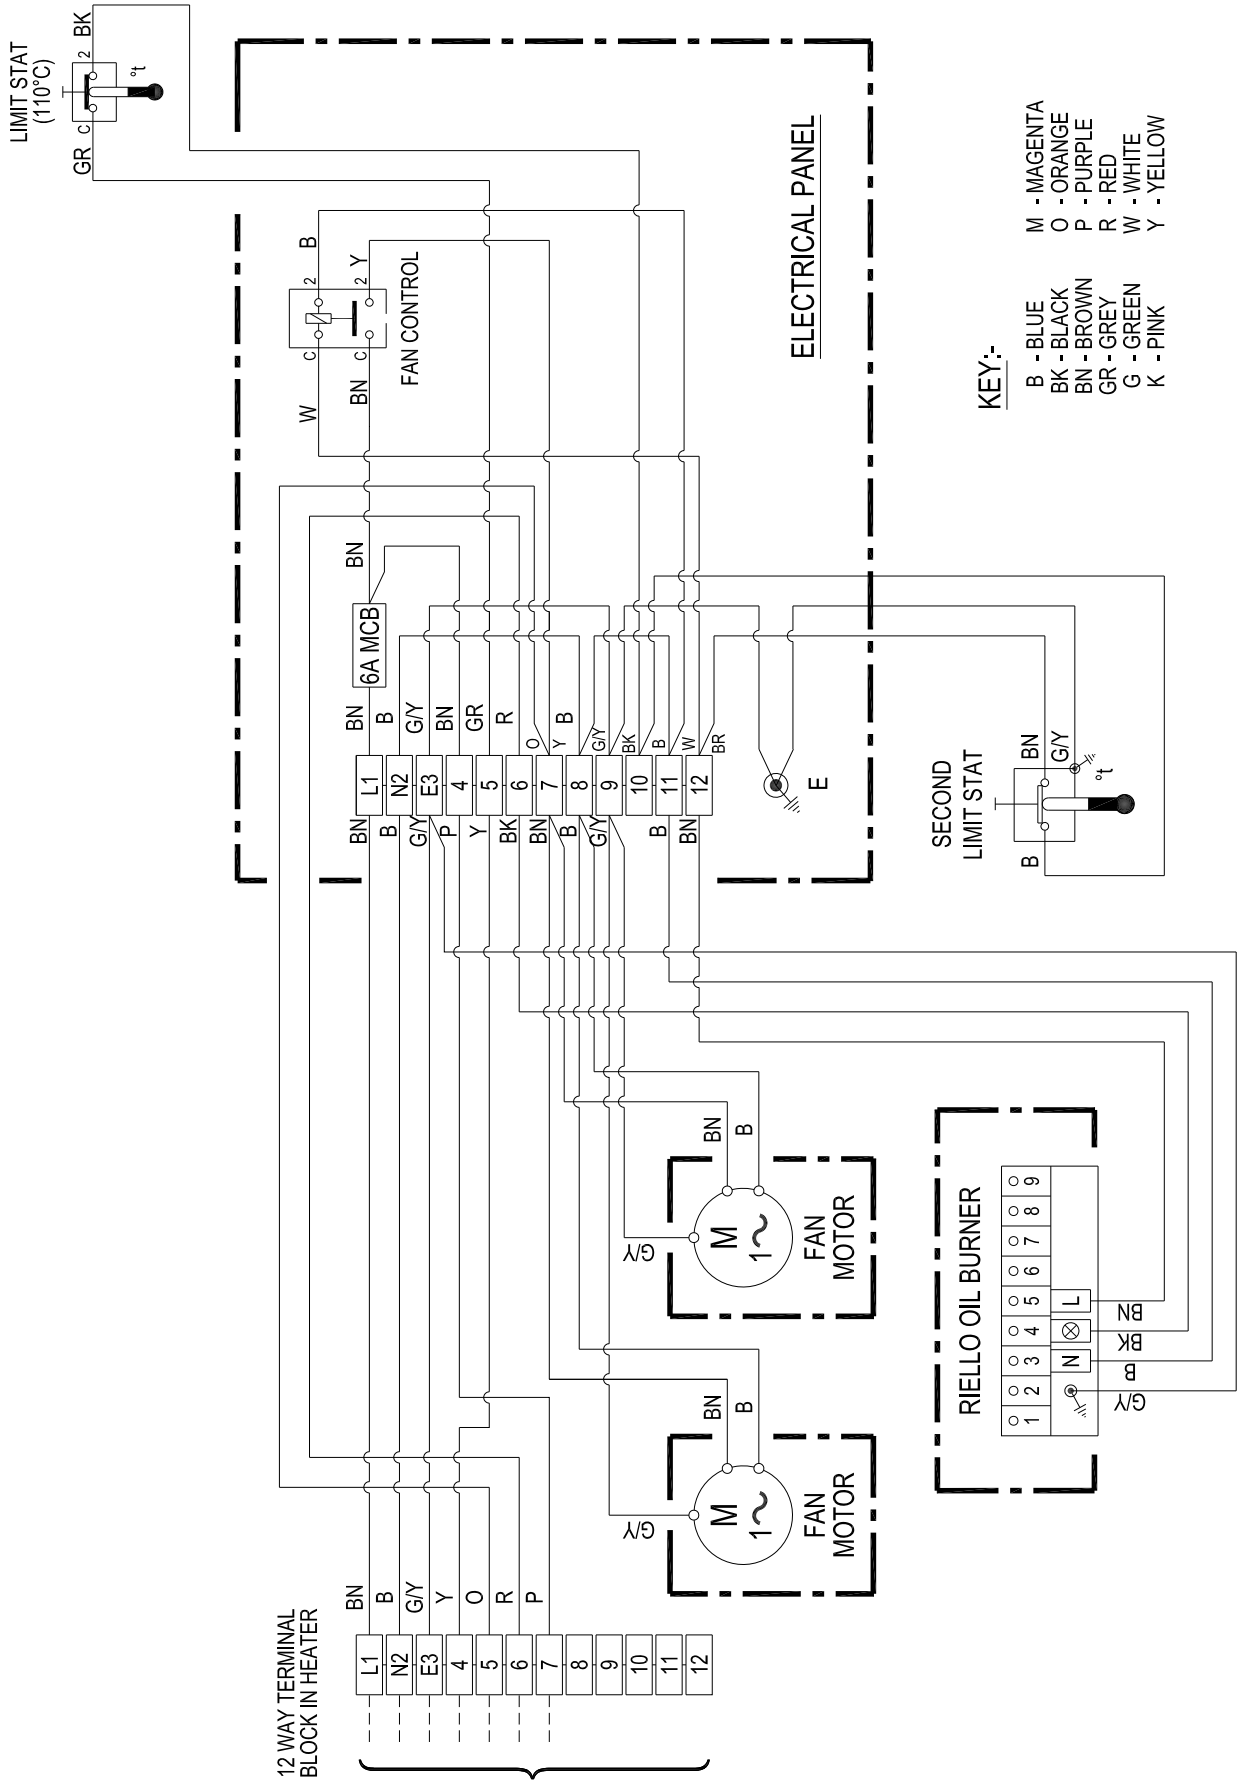 LIMIT STAT
(110°C)
GR
C
2
BK
°t
W
C
2
B
BN
C
2
Y
FAN CONTROL
ELECTRICAL PANEL
KEY:-
B - BLUE
BK - BLACK
BN - BROWN
GR - GREY
G - GREEN
K - PINK
M - MAGENTA
O - ORANGE
P - PURPLE
R - RED
W - WHITE
Y - YELLOW
BN
6A MCB
BN
B
G/Y
BN
GR
R
O
Y
B
G/Y
BK
B
W
BR
L1
N2
E3
4
5
6
7
8
9
10
11
12
BN
B
G/Y
P
Y
BK
BN
B
G/Y
B
BN
E
SECOND
LIMIT STAT
B
BN
G/Y
°t
BN
B
G/Y
M
1~
FAN
MOTOR
BN
B
G/Y
M
1~
FAN
MOTOR
RIELLO OIL BURNER
1
2
3
4
5
6
7
8
9
N
L
G/Y
B
BK
BN
12 WAY TERMINAL
BLOCK IN HEATER
BN
B
G/Y
Y
O
R
P
L1
N2
E3
4
5
6
7
8
9
10
11
12